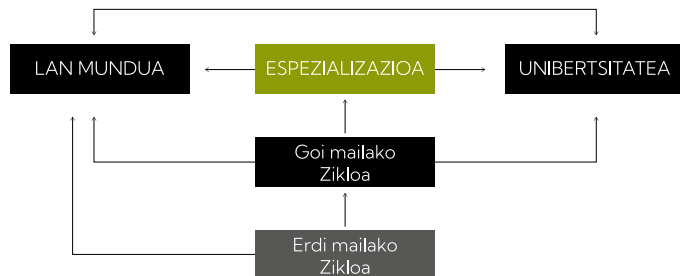 LAN MUNDUA
ESPEZIALIZAZIOA
UNIBERTSITATEA
Goi mailako
Zikloa
Erdi mailako
Zikloa